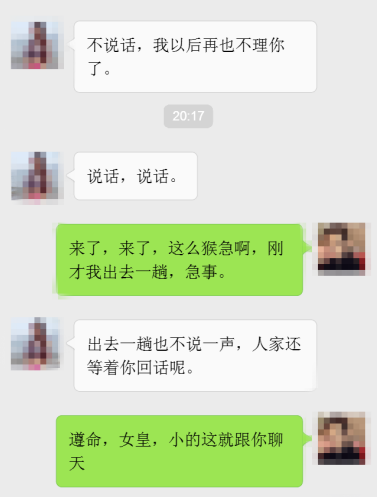 不说话，我以后再也不理你
了。
20:17
说话，说话。
来了，来了，这么猴急啊，刚
才我出去一趟，急事。
出去一趟也不说一声，人家还
等着你回话呢。
遵命，女皇，小的这就跟你聊
天